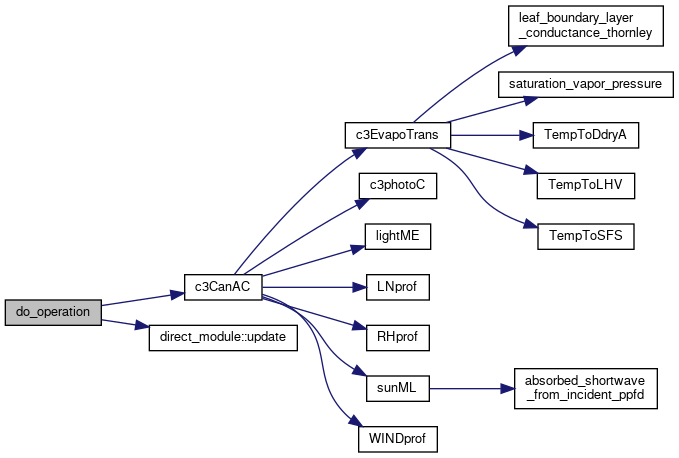 leaf_boundary_layer
_conductance_thornley
saturation_vapor_pressure
c3EvapoTrans
TempToDdryA
c3photoC
TempToLHV
lightME
TempToSFS
c3CanAC
LNprof
do_operation
direct_module::update
RHprof
sunML
absorbed_shortwave
_from_incident_ppfd
WINDprof